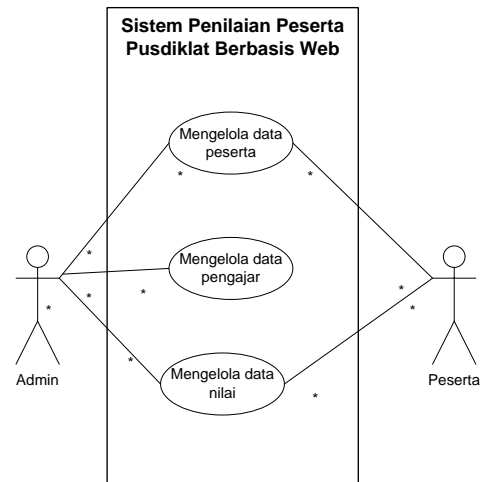 Sistem Penilaian Peserta
Pusdiklat Berbasis Web
Mengelola data
peserta
*
*
*
Mengelola data
pengajar
*
*
*
*
*
*
Mengelola data
nilai
*
*
Admin
Peserta